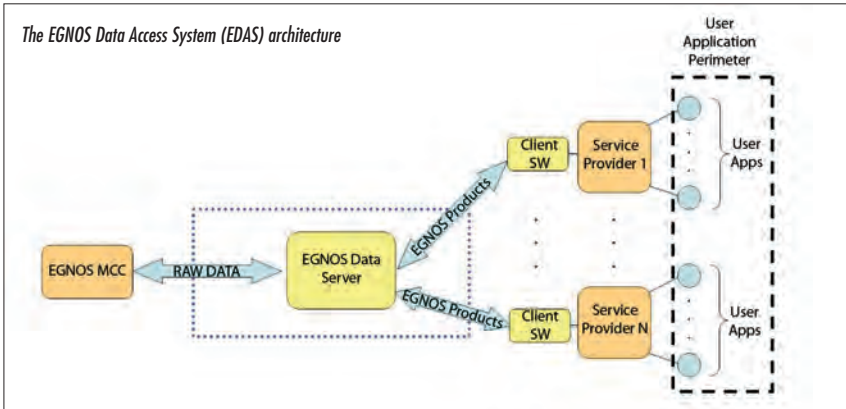 The EGNOS Data Access System (EDAS) architecture
User
Application
Perimeter
Client
SW
Service
Provider 1
User
Apps
EGNOS Products
EGNOS MCC
RAW DATA
EGNOS Data
Server
EGNOS Products
Client
SW
Service
Provider N
User
Apps